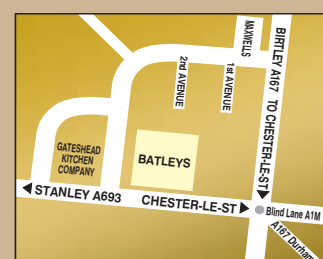 MAXWELLS
BIRTLEY A167 TO CHESTER-LE-ST
2nd AVENUE
1st AVENUE
GATESHEAD
KITCHEN
COMPANY
BATLEYS
STANLEY A693
CHESTER-LE-ST
Blind Lane A1M
A167 Durham